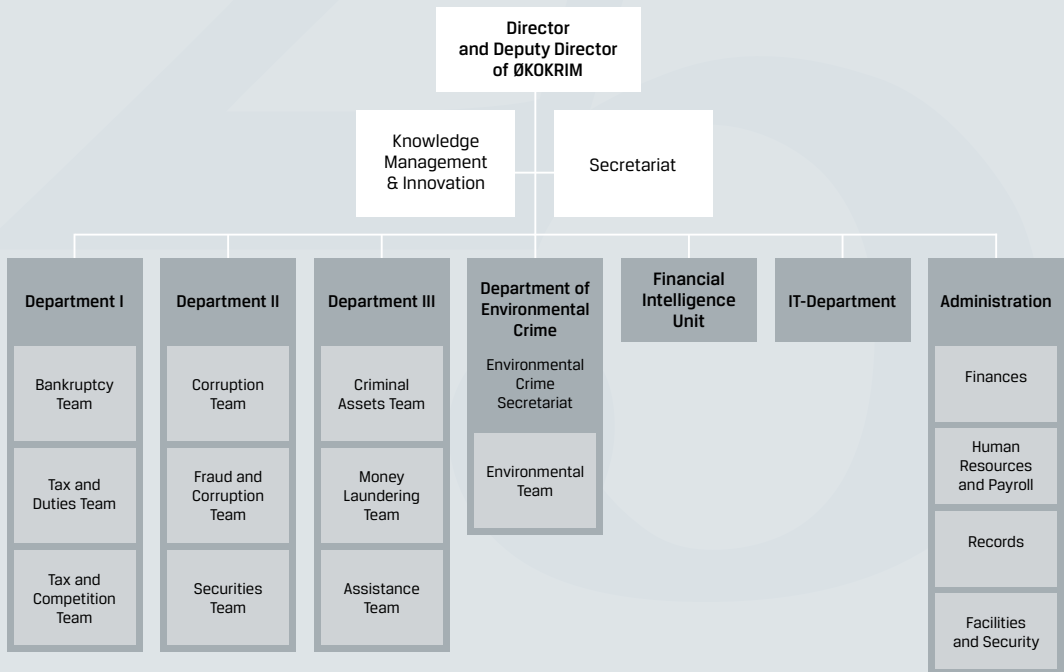 Director
and Deputy Director
of ØKOKRIM
Knowledge
Management
& Innovation
Secretariat
Department I
Bankruptcy
Team
Tax and
Duties Team
Tax and
Competition
Team
Department II
Corruption
Team
Fraud and
Corruption
Team
Securities
Team
Department III
Criminal
Assets Team
Money
Laundering
Team
Assistance
Team
Department of
Environmental
Crime
Environmental
Crime
Secretariat
Environmental
Team
Financial
Intelligence
Unit
IT-Department
Administration
Finances
Human
Resources
and Payroll
Records
Facilities
and Security